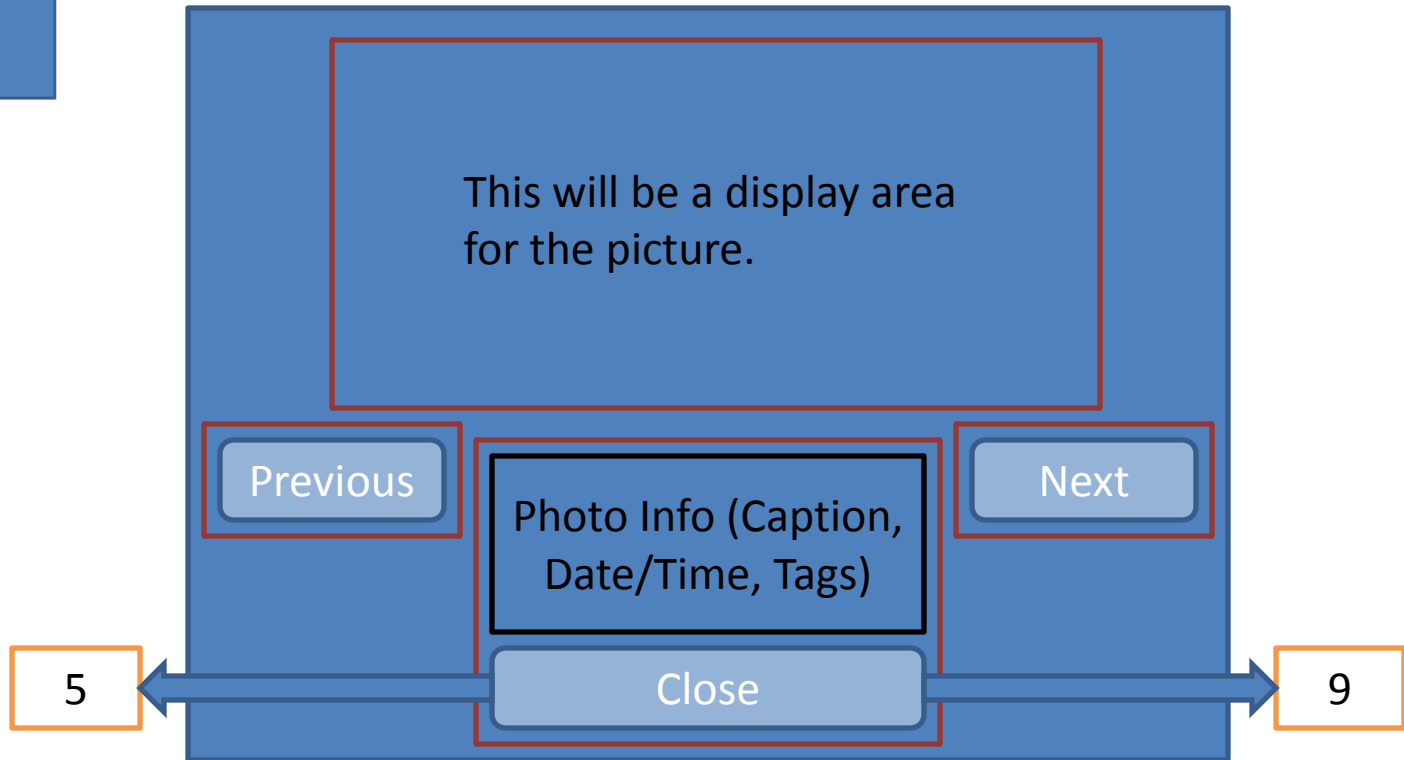 This will be a display area
for the picture.
Previous
Next
Photo Info (Caption,
Date/Time, Tags)
5
Close
9